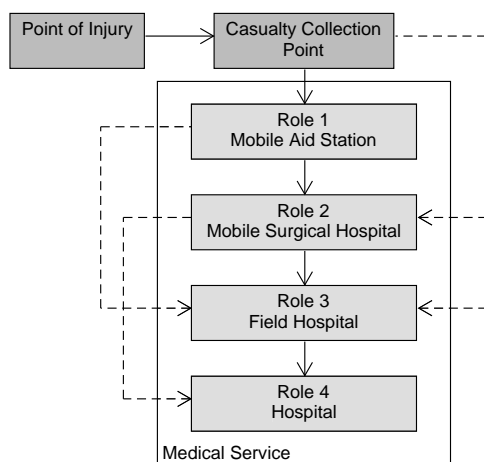 Point of Injury
Casualty Collection
Point
Role 1
Mobile Aid Station
Role 2
Mobile Surgical Hospital
Role 3
Field Hospital
Role 4
Hospital
Medical Service